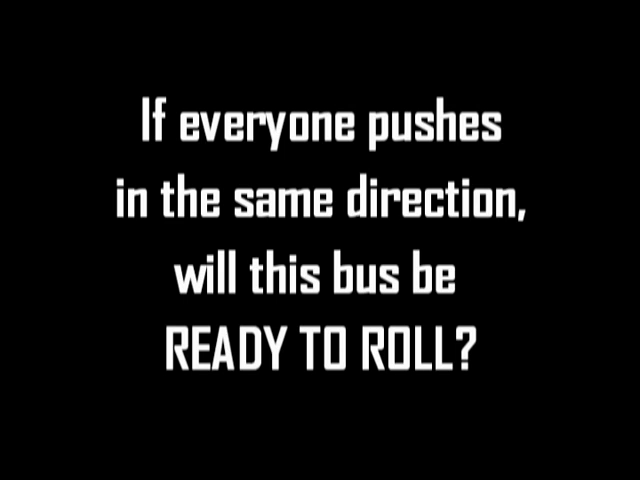 If everyone pushes
in the same direction,
will this bus be
READY TO ROLL?